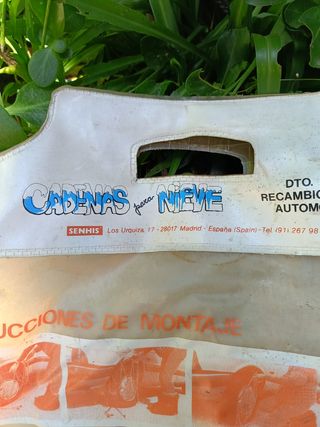 CADENAS para NIEVE
DTO.
RECAMBIO
AUTOMO
SENHIS Los Urquiza, 17 - 28017 Madrid - España (Spain) - Tel. (91) 267 98
UCCIONES DE MONTAJE